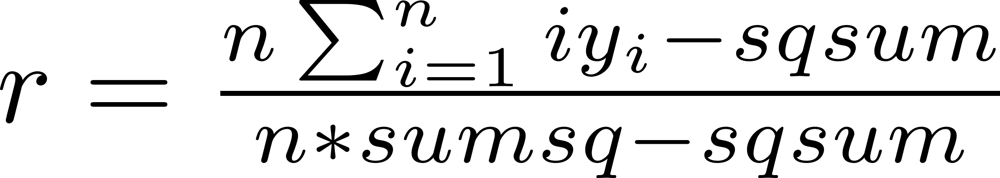 r = \frac{n\sum_{i=1}^{n} iy_i - sqsum}{n*sumsq - sqsum}